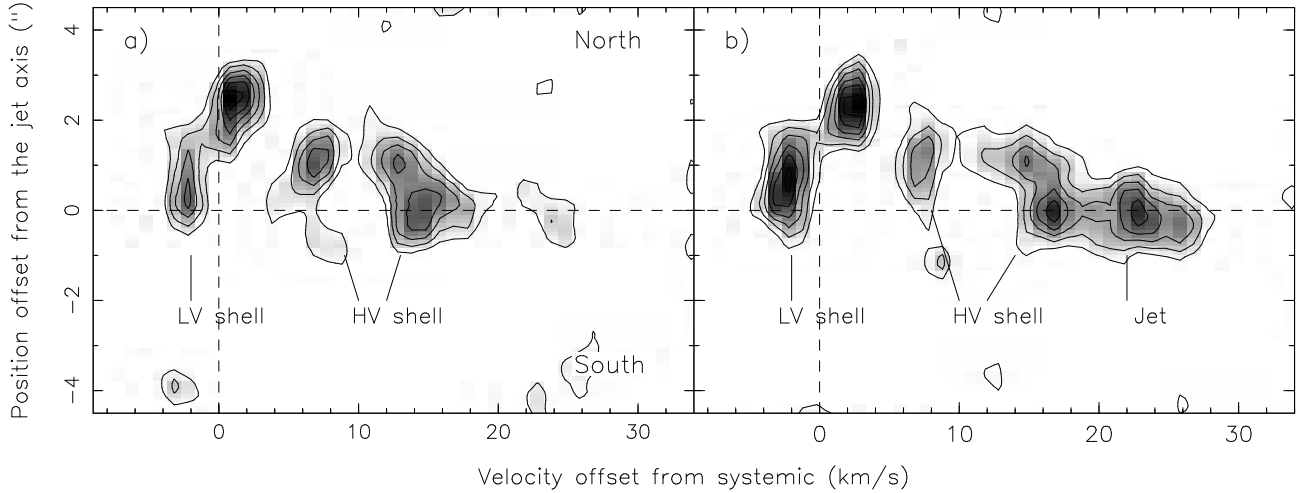 Position offset from the jet axis (")
4
2
0
−2
−4
a)
North
LV shell
HV shell
South
0
10
20
30
b)
LV shell
HV shell
Jet
0
10
20
30
Velocity offset from systemic (km/s)